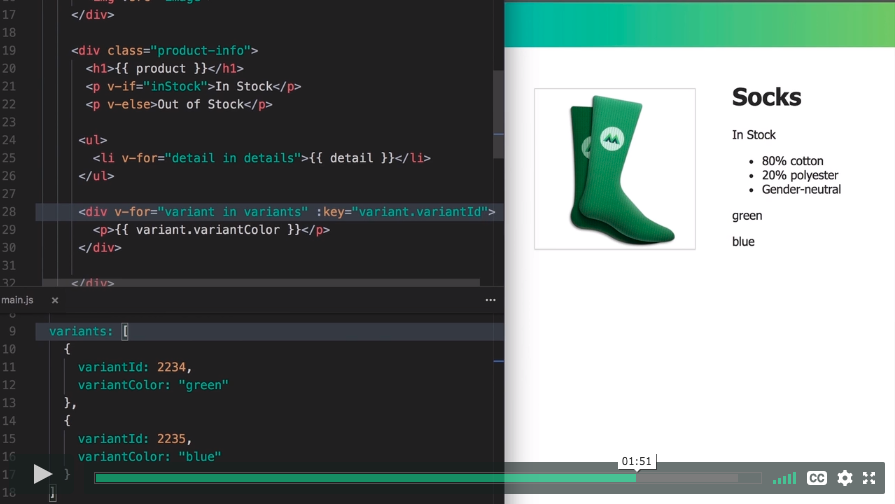 17 </div>
18
19 <div class="product-info">
20 <h1>{{ product }}</h1>
21 <p v-if="inStock">In Stock</p>
22 <p v-else>Out of Stock</p>
23
24 <ul>
25 <li v-for="detail in details">{{ detail }}</li>
26 </ul>
27
28 <div v-for="variant in variants" :key="variant.variantId">
29 <p>{{ variant.variantColor }}</p>
30 </div>
31
32 </div>
main.js ×
9 variants: [
10 {
11 variantId: 2234,
12 variantColor: "green"
13 },
14 {
15 variantId: 2235,
16 variantColor: "blue"
17 }
18 ]
Socks
In Stock
• 80% cotton
• 20% polyester
• Gender-neutral
green
blue
01:51
CC